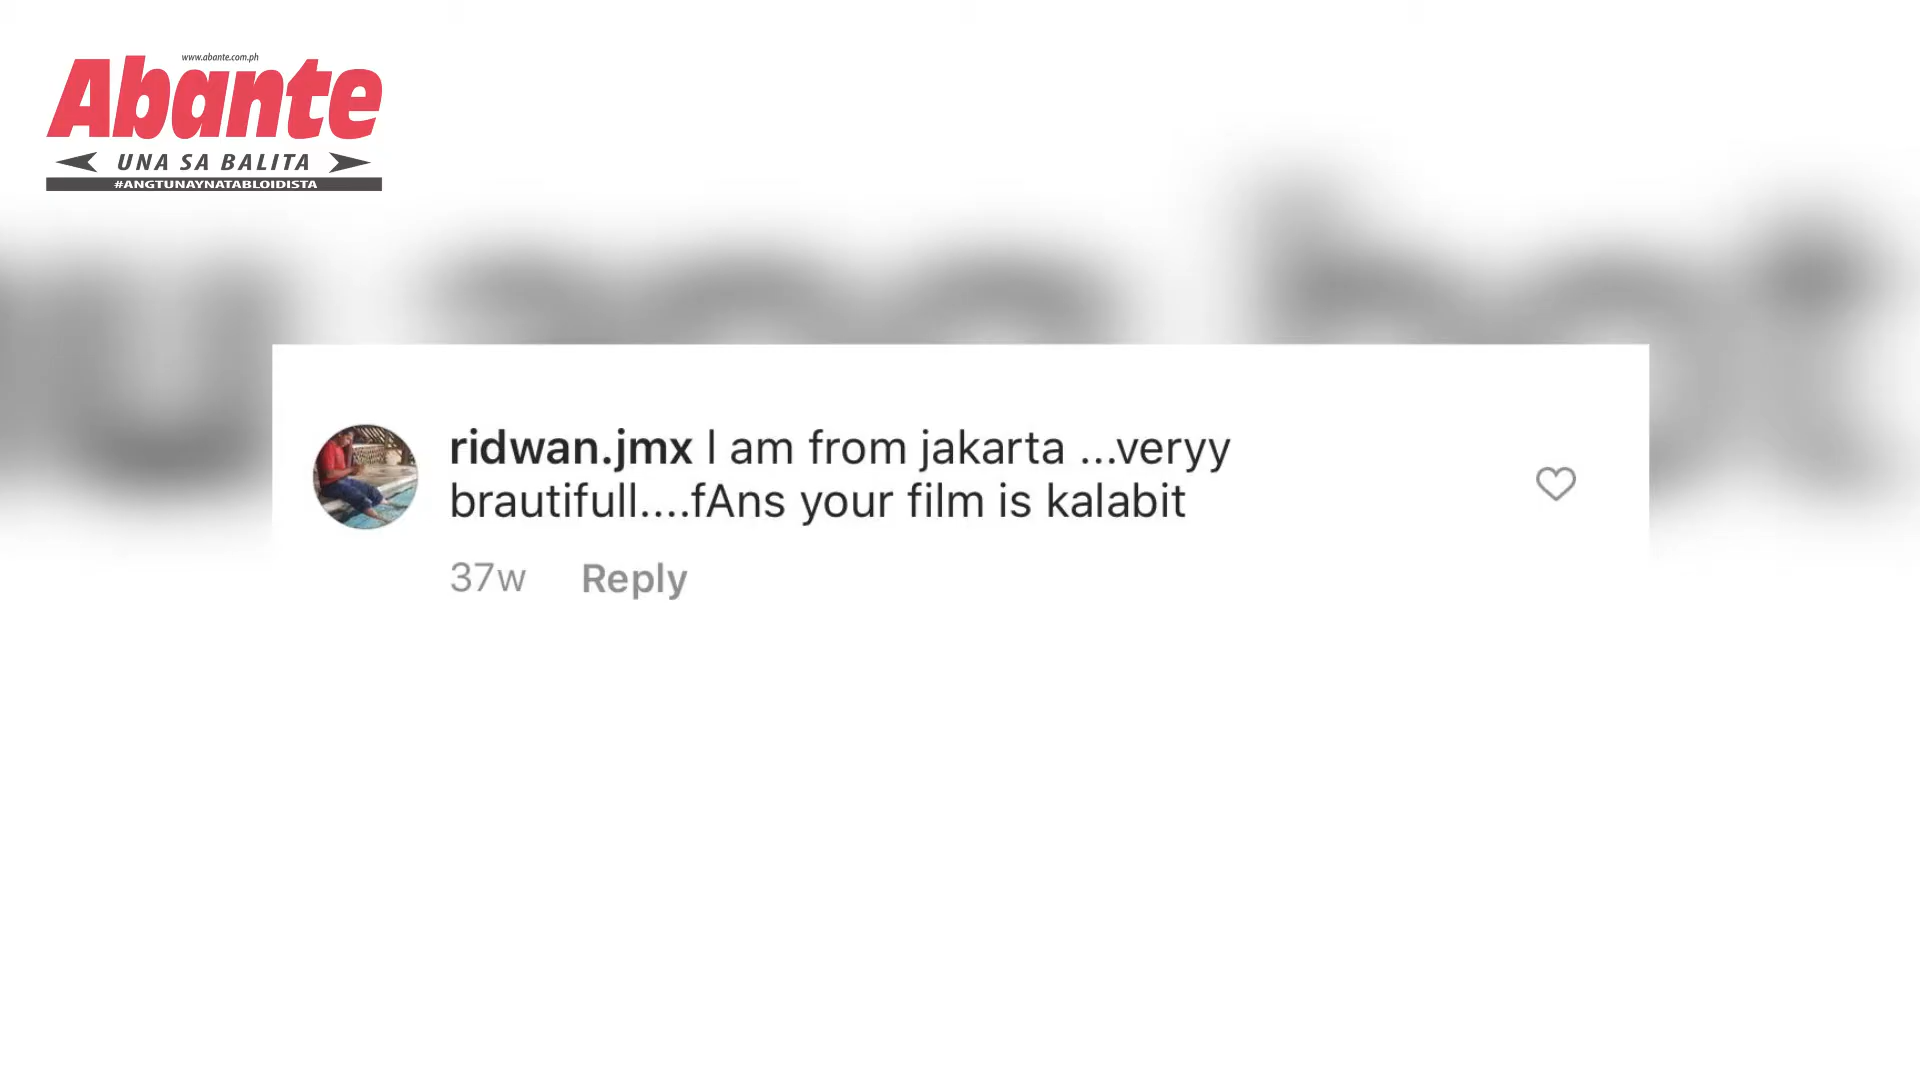 www.abante.com.ph
Abante
UNA SA BALITA
#ANGTUNAYNATABLOIDISTA
ridwan.jmx I am from jakarta ...veryy
brautifull....fAns your film is kalabit
37w Reply